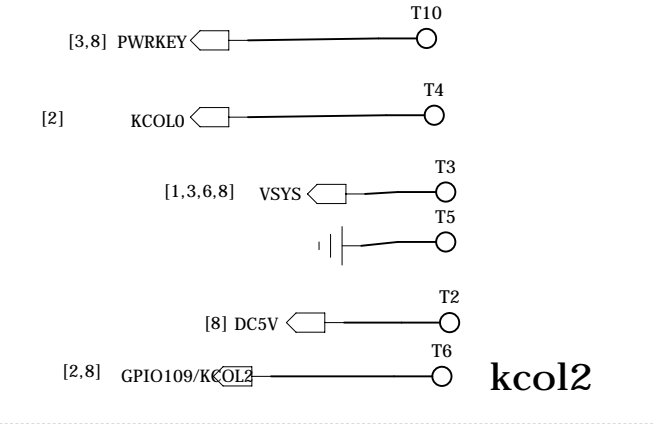 T10
[3,8] PWRKEY
T4
[2] KCOL0
T3
[1,3,6,8] VSYS
T5
T2
[8] DC5V
T6
[2,8] GPIO109/KCOL2
kcol2